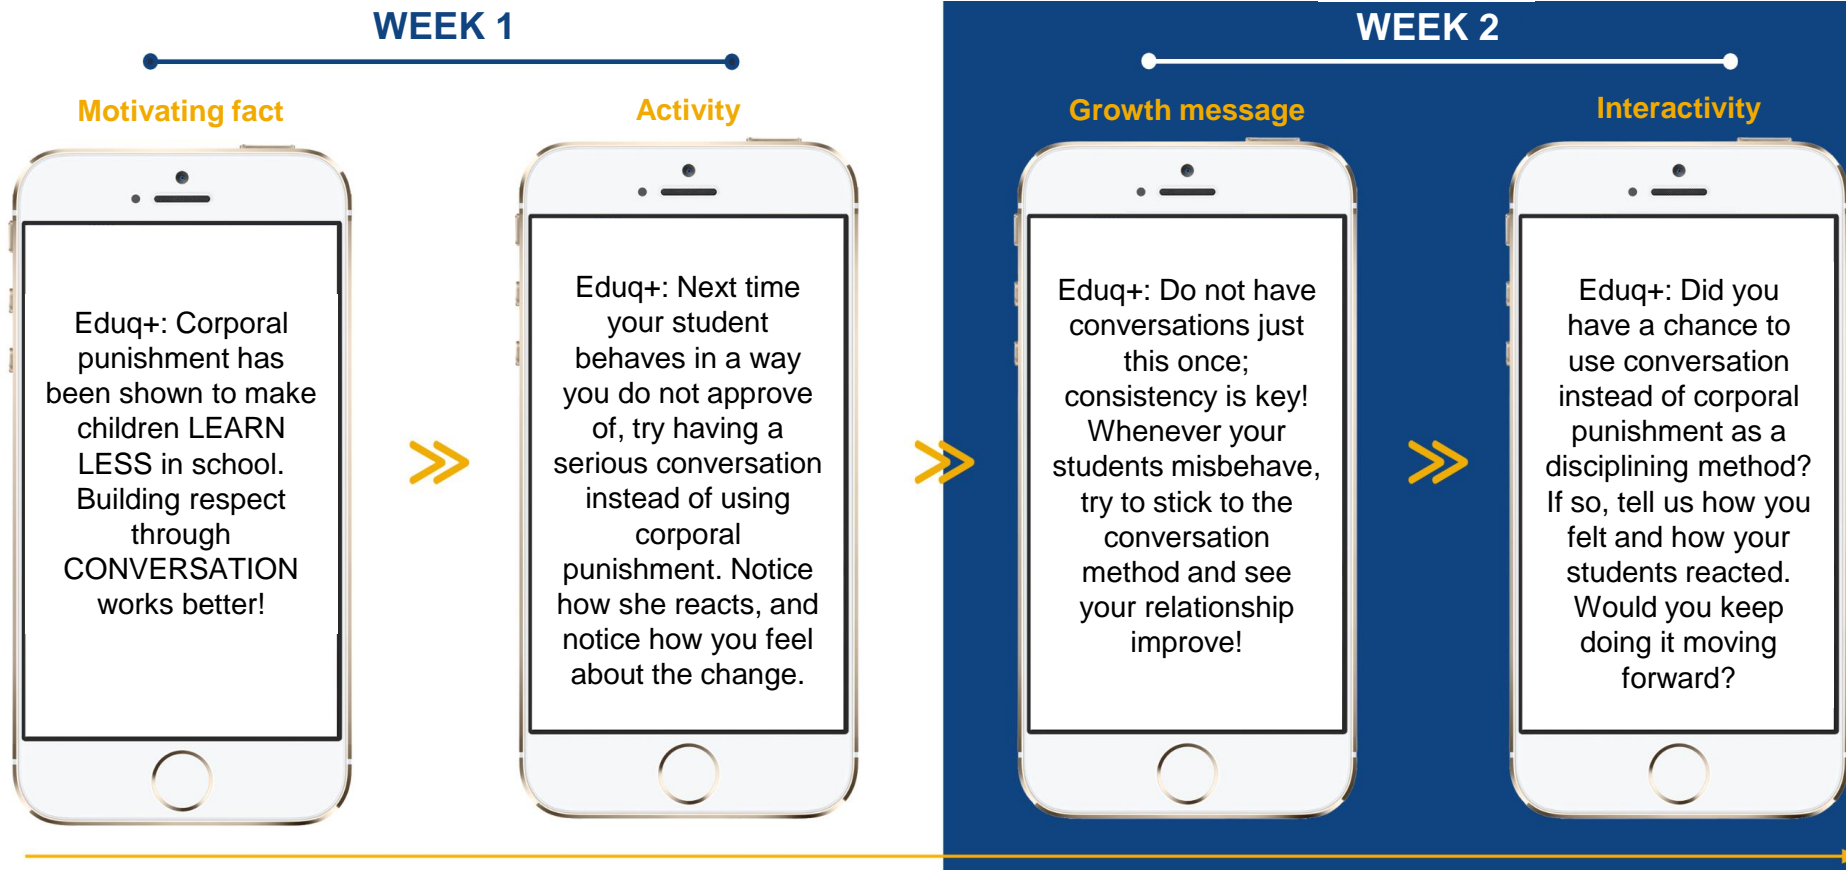 WEEK 1
Motivating fact
Eduq+: Corporal
punishment has
been shown to make
children LEARN
LESS in school.
Building respect
through
CONVERSATION
works better!
Activity
Eduq+: Next time
your student
behaves in a way
you do not approve
of, try having a
serious conversation
instead of using
corporal
punishment. Notice
how she reacts, and
notice how you feel
about the change.
WEEK 2
Growth message
Eduq+: Do not have
conversations just
this once;
consistency is key!
Whenever your
students misbehave,
try to stick to the
conversation
method and see
your relationship
improve!
Interactivity
Eduq+: Did you
have a chance to
use conversation
instead of corporal
punishment as a
disciplining method?
If so, tell us how you
felt and how your
students reacted.
Would you keep
doing it moving
forward?